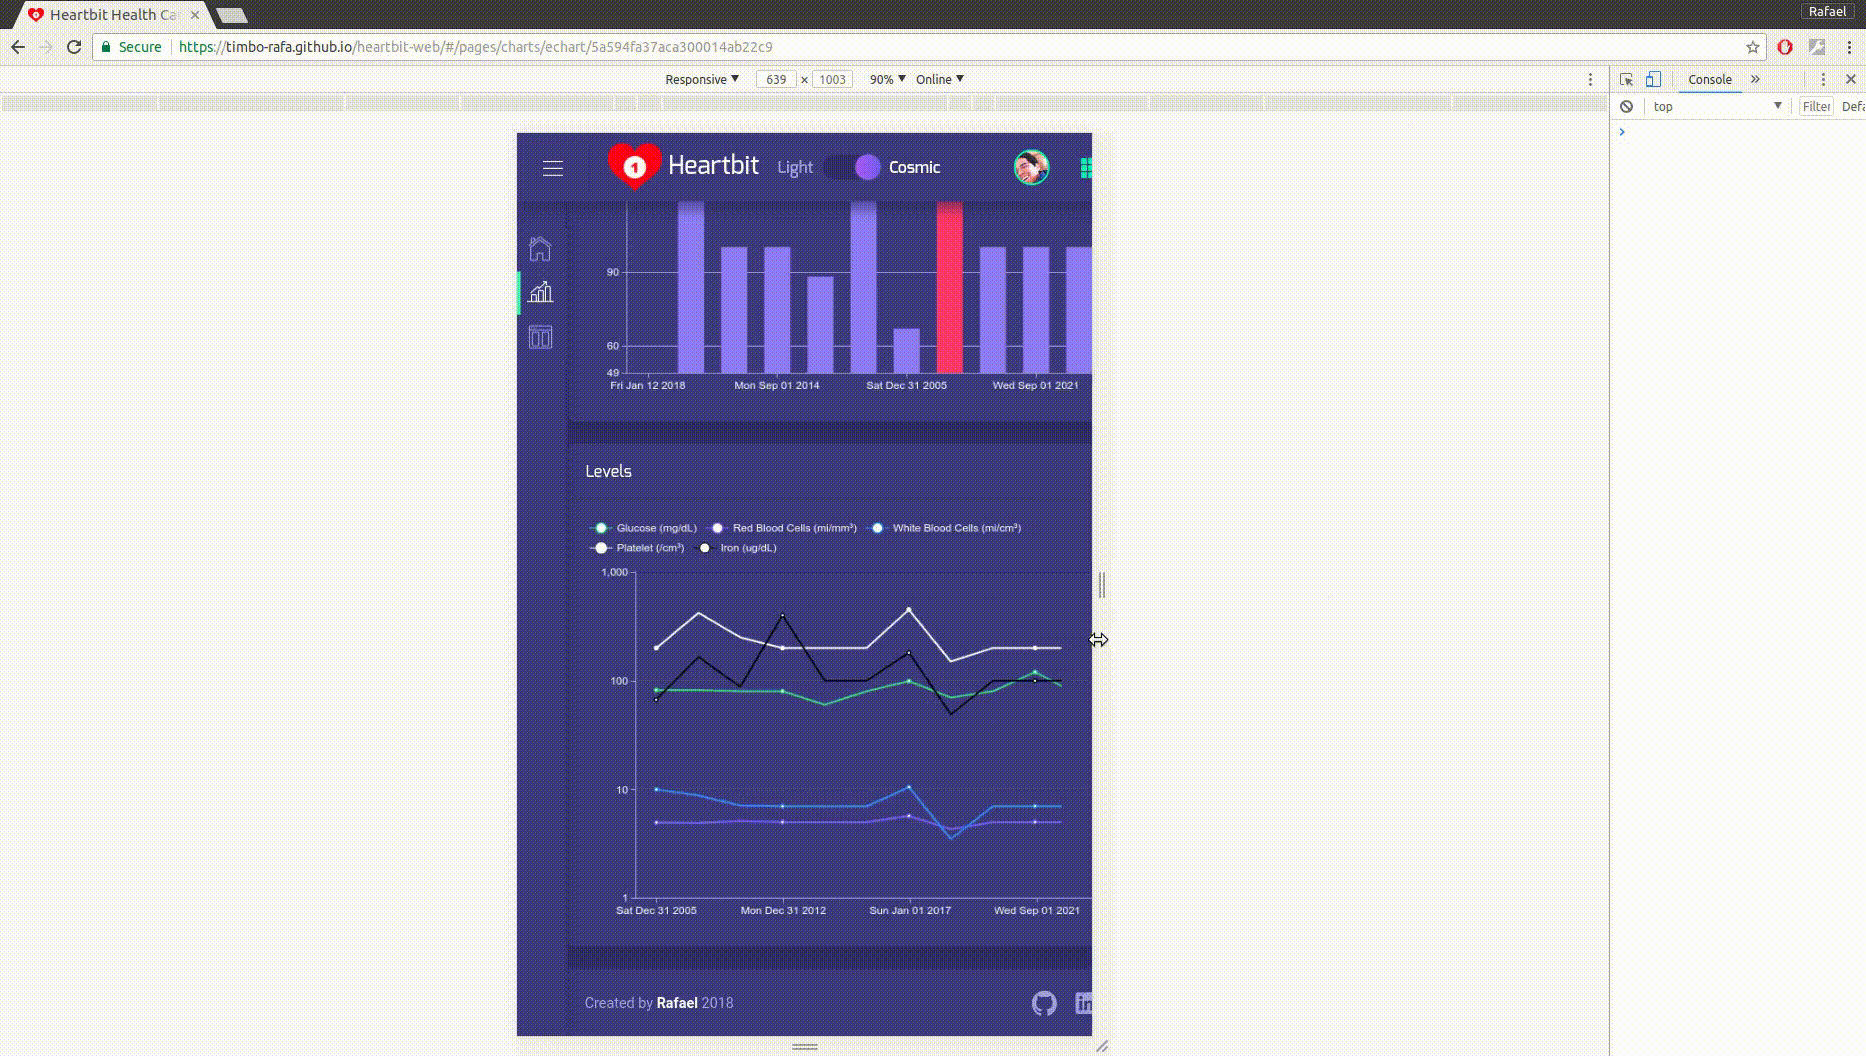 Heartbit Health Ca
Rafael
Secure https://timbo-rafa.github.io/heartbit-web/#/pages/charts/echart/5a594fa37aca300014ab22c9
Responsive 639 × 1003 90% Online
Console
top Filter Defa
1 Heartbit Light Cosmic
90
60
49
Fri Jan 12 2018 Mon Sep 01 2014 Sat Dec 31 2005 Wed Sep 01 2021
Levels
Glucose (mg/dL) Red Blood Cells (mi/mm³) White Blood Cells (mi/cm³)
Platelet (/cm³) Iron (ug/dL)
1,000
100
10
1
Sat Dec 31 2005 Mon Dec 31 2012 Sun Jan 01 2017 Wed Sep 01 2021
Created by Rafael 2018
in